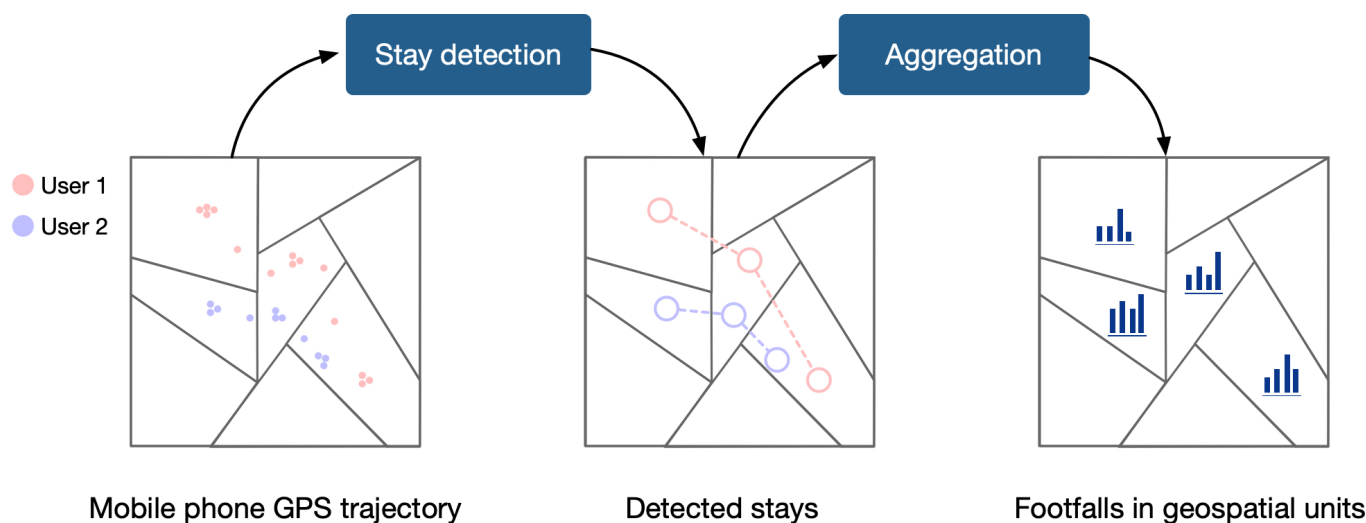 Stay detection
Aggregation
User 1
User 2
Mobile phone GPS trajectory
Detected stays
Footfalls in geospatial units